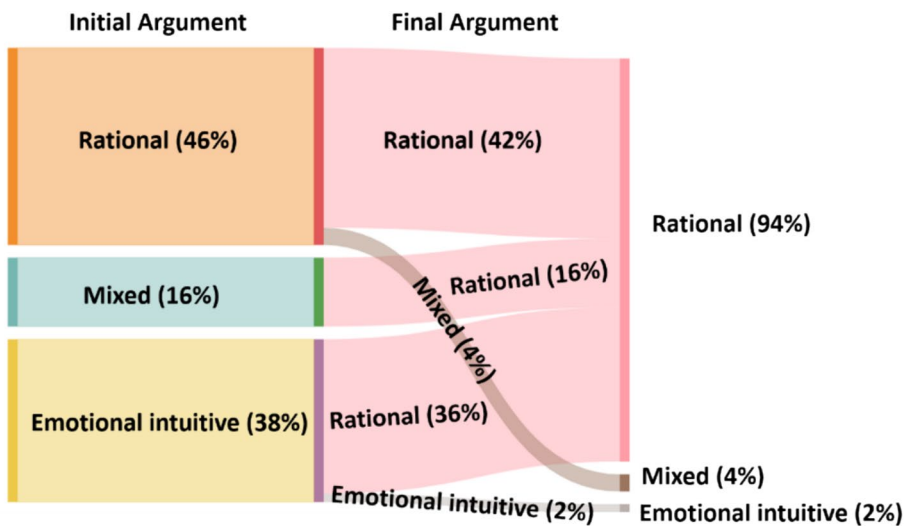 Initial Argument
Final Argument
Rational (46%)
Rational (42%)
Rational (94%)
Mixed (16%)
Rational (16%)
Mixed (4%)
Emotional intuitive (38%)
Rational (36%)
Mixed (4%)
Emotional intuitive (2%)
Emotional intuitive (2%)